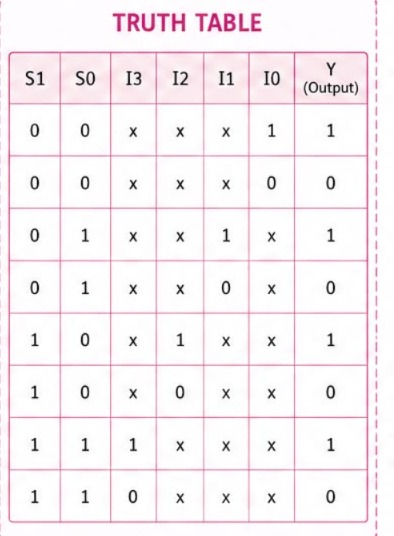 TRUTH TABLE
S1 S0 I3 I2 I1 I0 Y (Output)
0 0 x x x 1 1
0 0 x x x 0 0
0 1 x x 1 x 1
0 1 x x 0 x 0
1 0 x 1 x x 1
1 0 x 0 x x 0
1 1 1 x x x 1
1 1 0 x x x 0